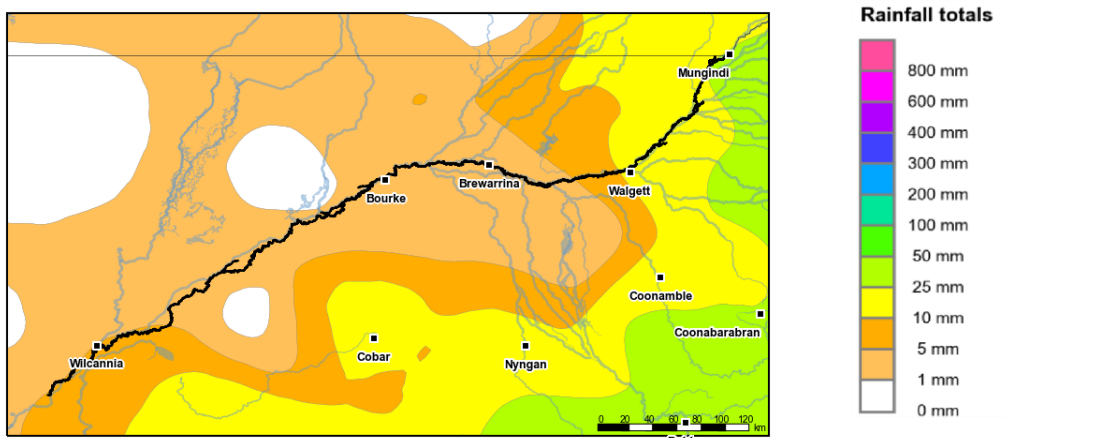 Rainfall totals
Mungindi
800 mm
600 mm
400 mm
300 mm
200 mm
100 mm
50 mm
25 mm
10 mm
5 mm
1 mm
0 mm
Brewarrina
Bourke
Walgett
Coonamble
Coonabarabran
Wilcannia
Cobar
Nyngan
0 20 40 60 80 100 120
km